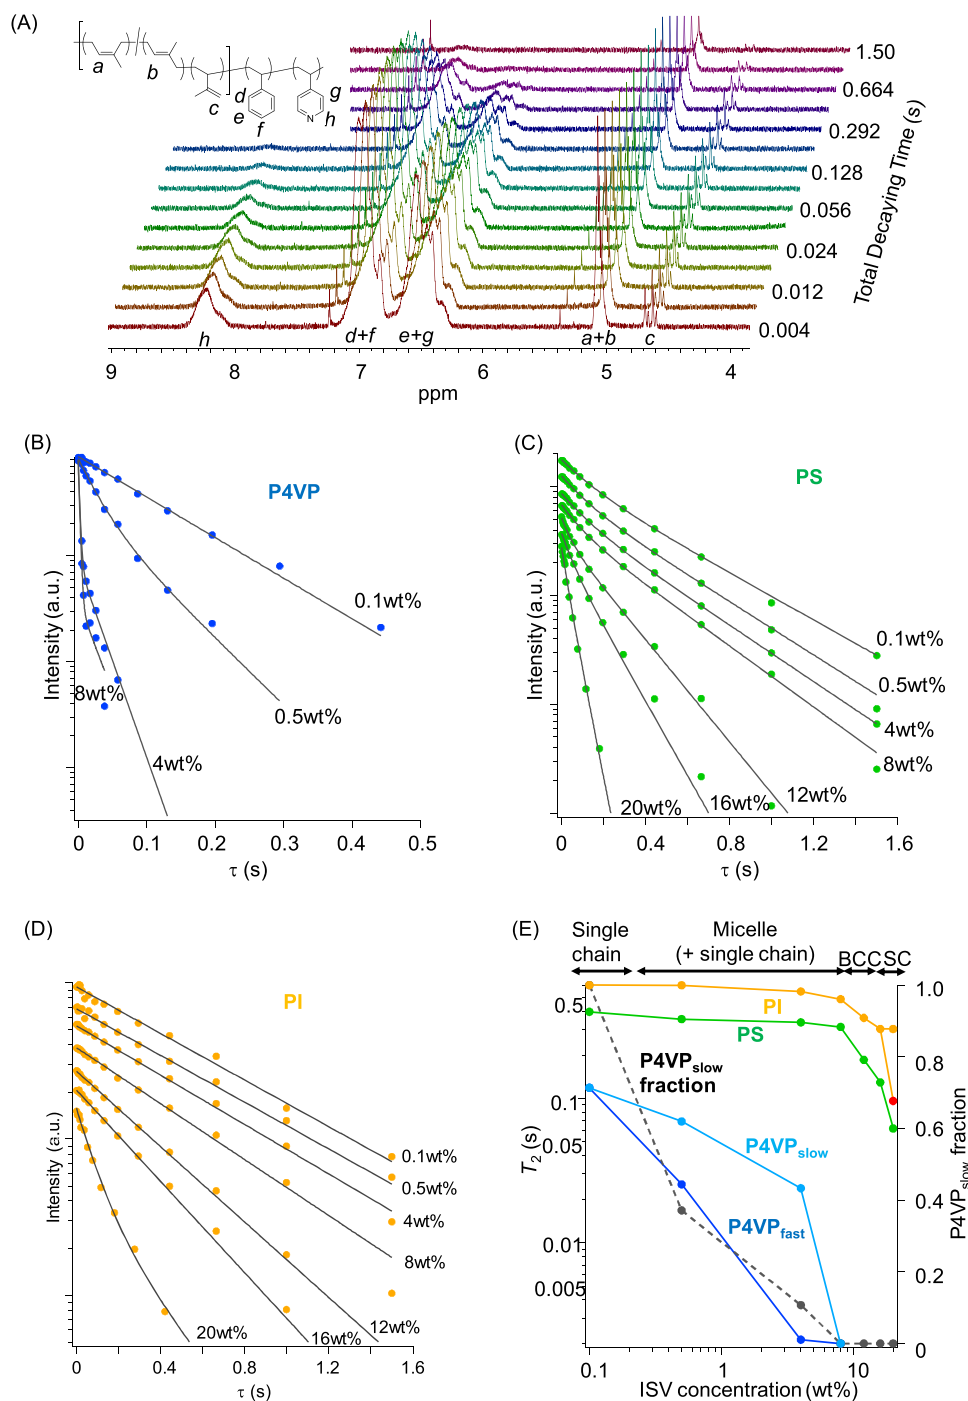 (A)
a
b
c
d
e
f
g
h
N
1.50
0.664
0.292
0.128
0.056
0.024
0.012
0.004
Total Decaying Time (s)
h
d+f
e+g
a+b
c
9
8
7
6
5
4
ppm
(B)
P4VP
0.1wt%
0.5wt%
8wt%
4wt%
Intensity (a.u.)
0
0.1
0.2
0.3
0.4
0.5
τ (s)
(C)
PS
0.1wt%
0.5wt%
4wt%
8wt%
12wt%
16wt%
20wt%
Intensity (a.u.)
0
0.4
0.8
1.2
1.6
τ (s)
(D)
PI
0.1wt%
0.5wt%
4wt%
8wt%
12wt%
16wt%
20wt%
Intensity (a.u.)
0
0.4
0.8
1.2
1.6
τ (s)
(E)
Single
chain
Micelle
(+ single chain)
BCC
SC
PI
PS
P4VPslow
fraction
P4VPslow
P4VPfast
0.5
0.1
0.05
0.01
0.005
T2 (s)
1.0
0.8
0.6
0.4
0.2
0
P4VPslow fraction
0.1
1
10
ISV concentration (wt%)